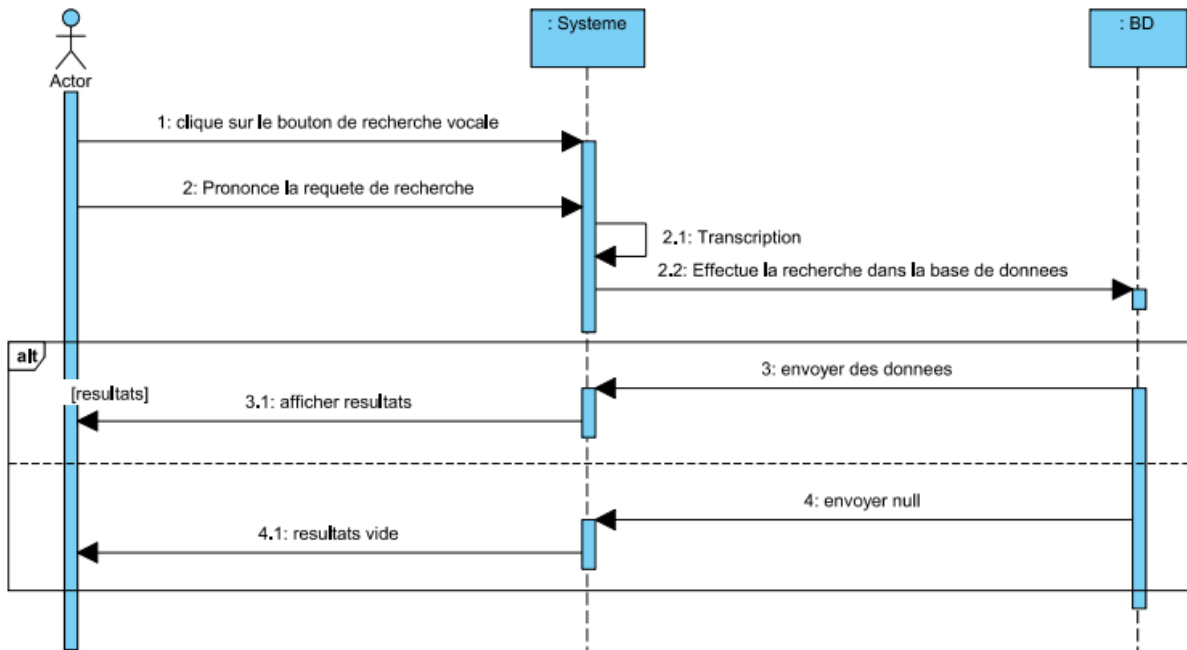 : Systeme
: BD
Actor
1: clique sur le bouton de recherche vocale
2: Prononce la requete de recherche
2.1: Transcription
2.2: Effectue la recherche dans la base de donnees
alt
3: envoyer des donnees
[resultats]
3.1: afficher resultats
4: envoyer null
4.1: resultats vide